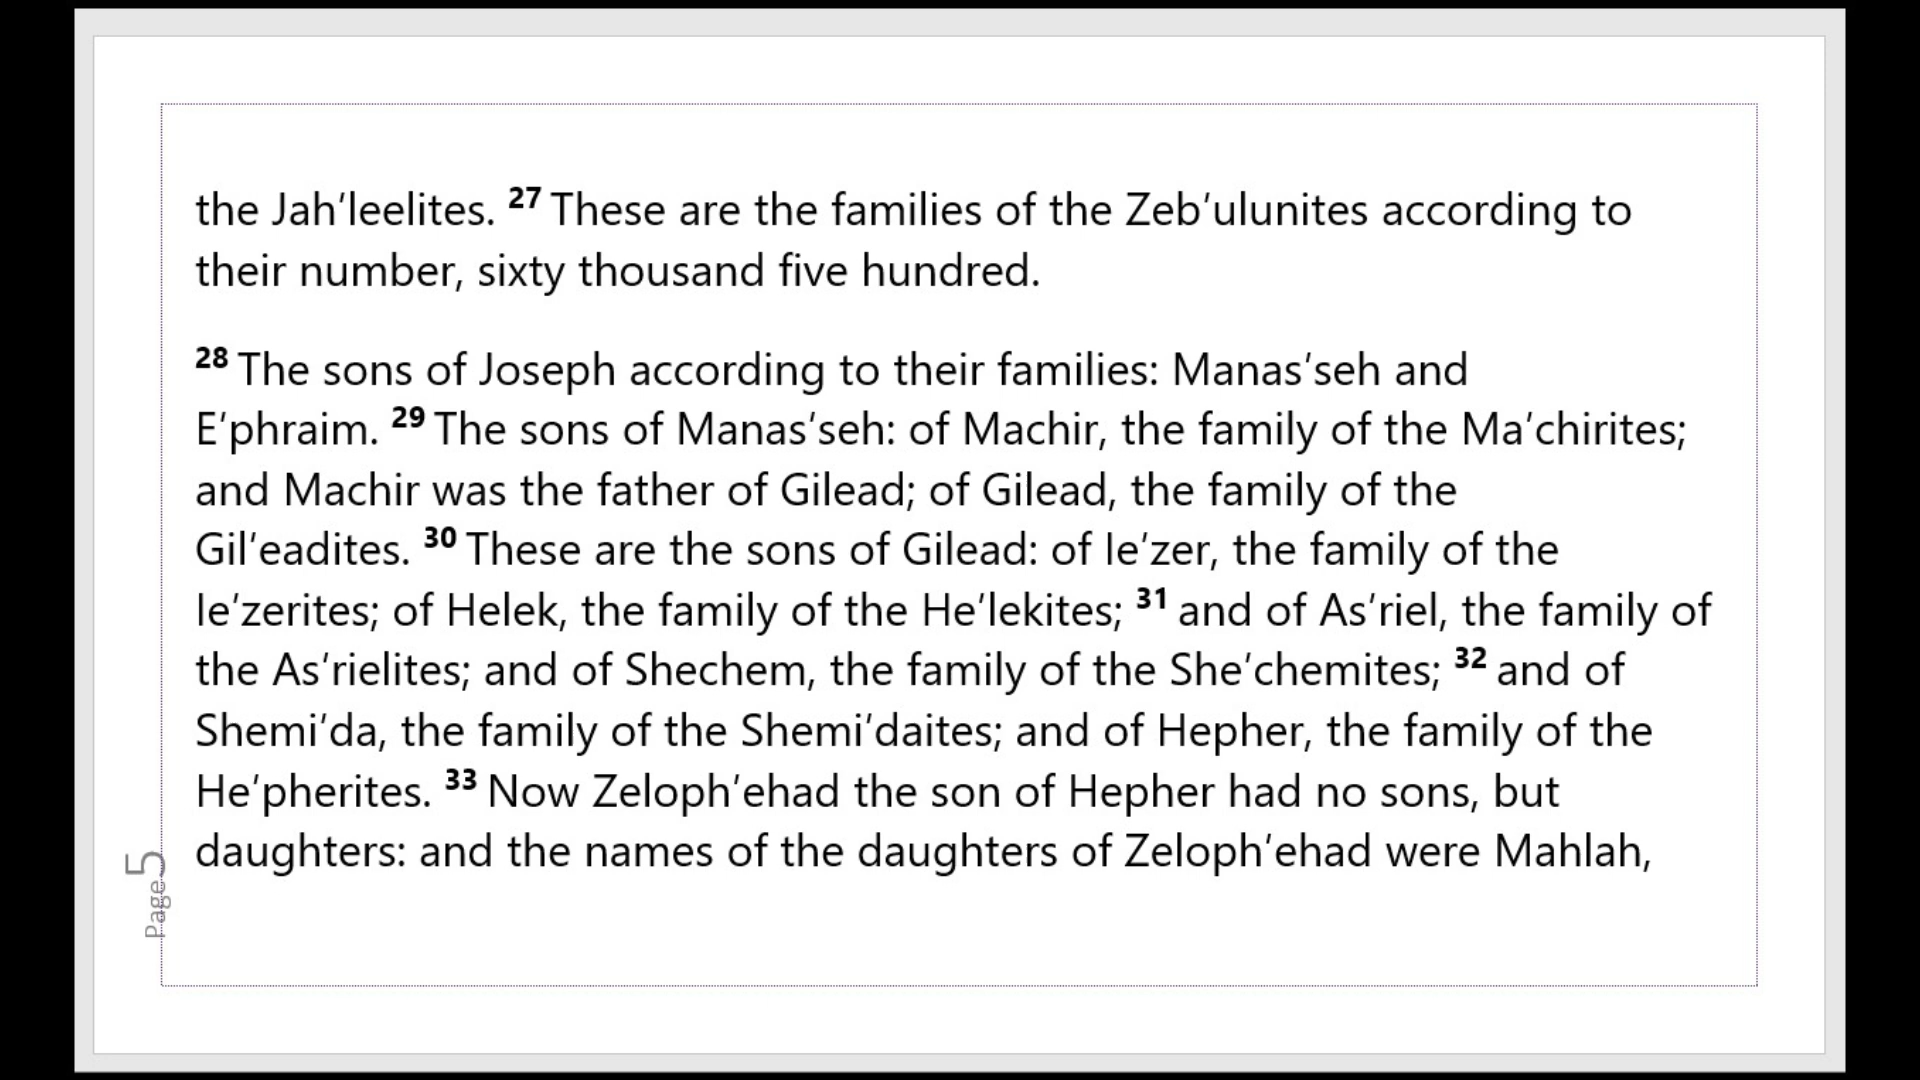 the Jah′leelites. 27 These are the families of the Zeb′ulunites according to
their number, sixty thousand five hundred.
28 The sons of Joseph according to their families: Manas′seh and
E′phraim. 29 The sons of Manas′seh: of Machir, the family of the Ma′chirites;
and Machir was the father of Gilead; of Gilead, the family of the
Gil′eadites. 30 These are the sons of Gilead: of Ie′zer, the family of the
Ie′zerites; of Helek, the family of the He′lekites; 31 and of As′riel, the family of
the As′rielites; and of Shechem, the family of the She′chemites; 32 and of
Shemi′da, the family of the Shemi′daites; and of Hepher, the family of the
He′pherites. 33 Now Zeloph′ehad the son of Hepher had no sons, but
daughters: and the names of the daughters of Zeloph′ehad were Mahlah,
Page 5